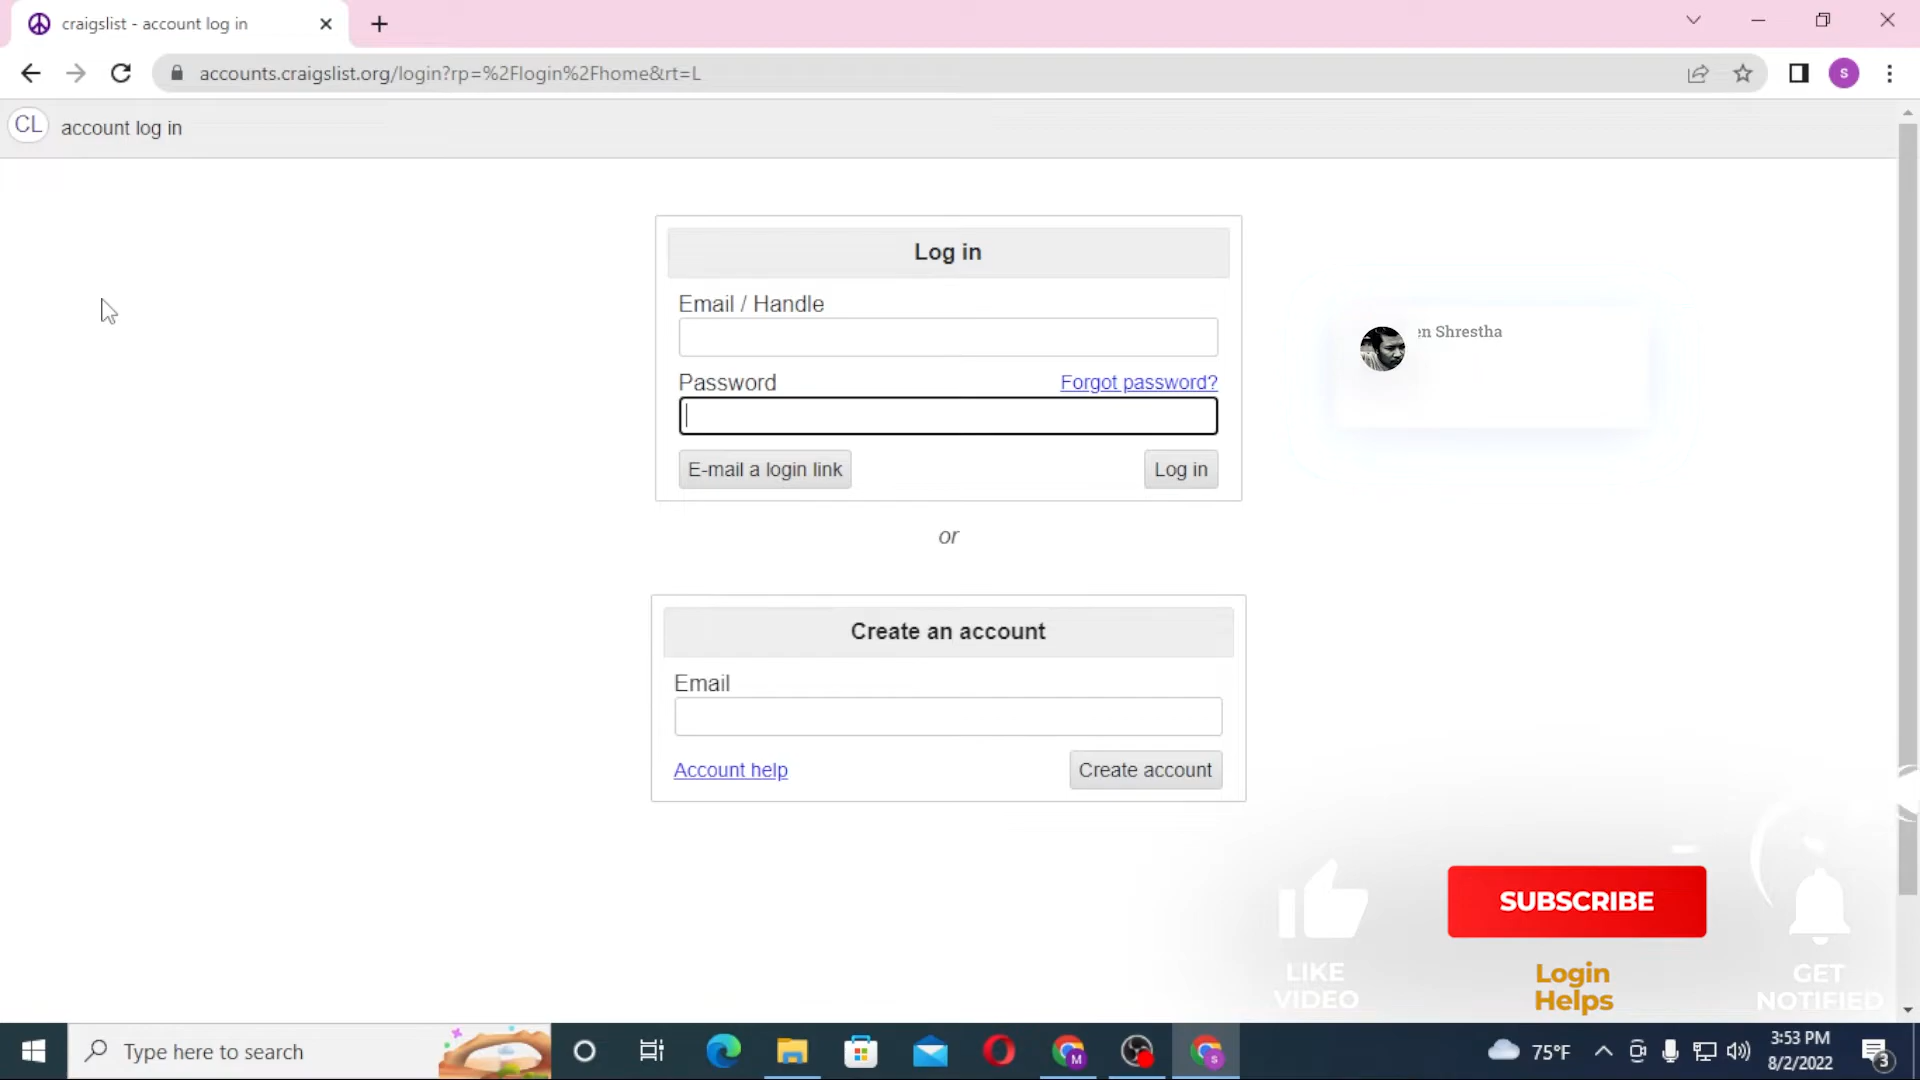 craigslist - account log in
accounts.craigslist.org/login?rp=%2Flogin%2Fhome&rt=L
S
CL account log in
Log in
Email / Handle
en Shrestha
Password Forgot password?
E-mail a login link Log in
or
Create an account
Email
Account help Create account
SUBSCRIBE
LIKE VIDEO
Login Helps
GET NOTIFIED
Type here to search
M
S
75°F
3:53 PM
8/2/2022
3